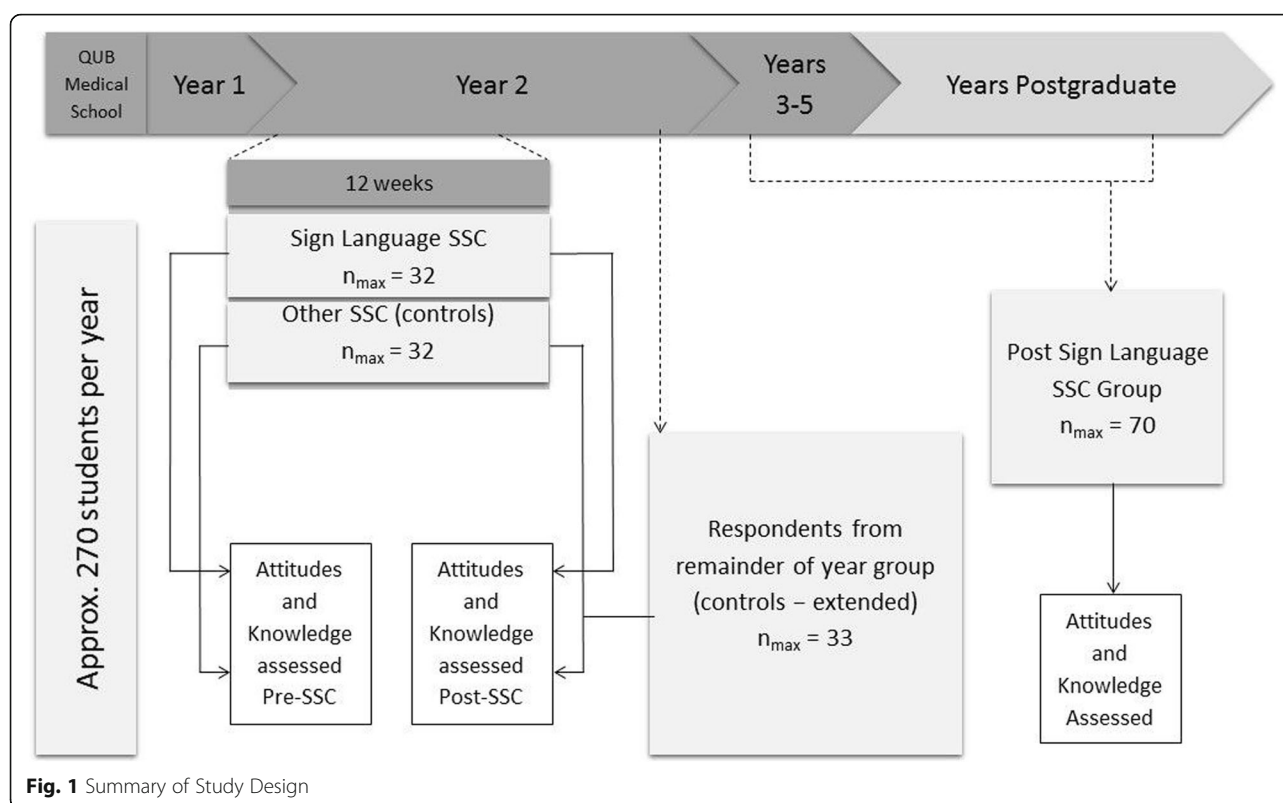 QUB
Medical
School
Year 1
Year 2
Years
3-5
Years Postgraduate
12 weeks
Sign Language SSC
nmax = 32
Other SSC (controls)
nmax = 32
Approx. 270 students per year
Attitudes
and
Knowledge
assessed
Pre-SSC
Attitudes
and
Knowledge
assessed
Post-SSC
Respondents from
remainder of year group
(controls – extended)
nmax = 33
Post Sign Language
SSC Group
nmax = 70
Attitudes
and
Knowledge
Assessed
Fig. 1 Summary of Study Design